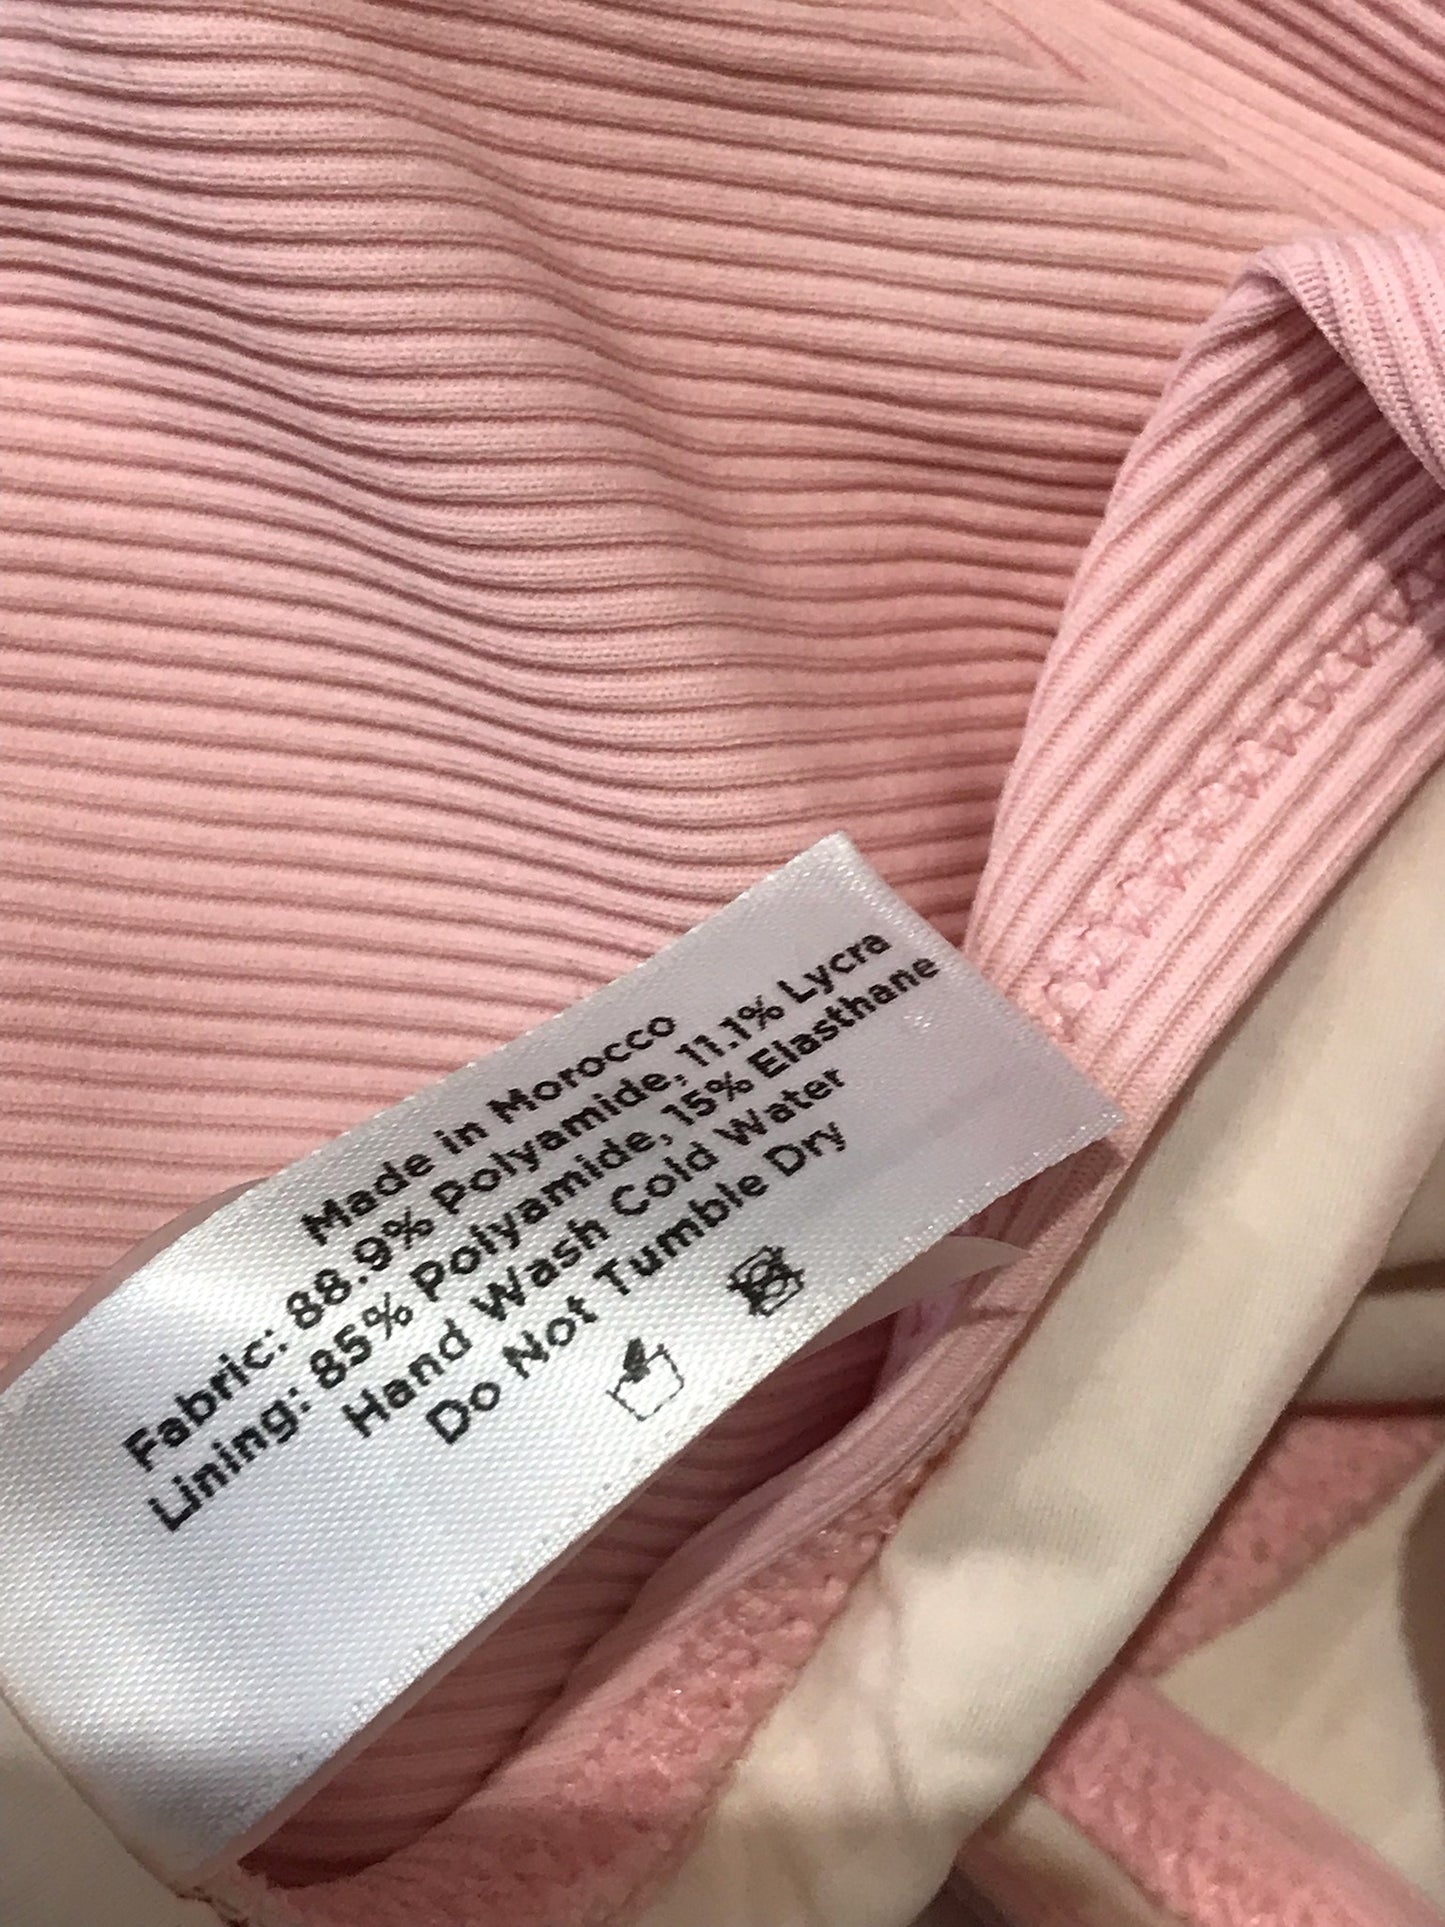 Made in Morocco
Fabric: 88.9% Polyamide, 11.1% Lycra
Lining: 85% Polyamide, 15% Elasthane
Hand Wash Cold Water
Do Not Tumble Dry